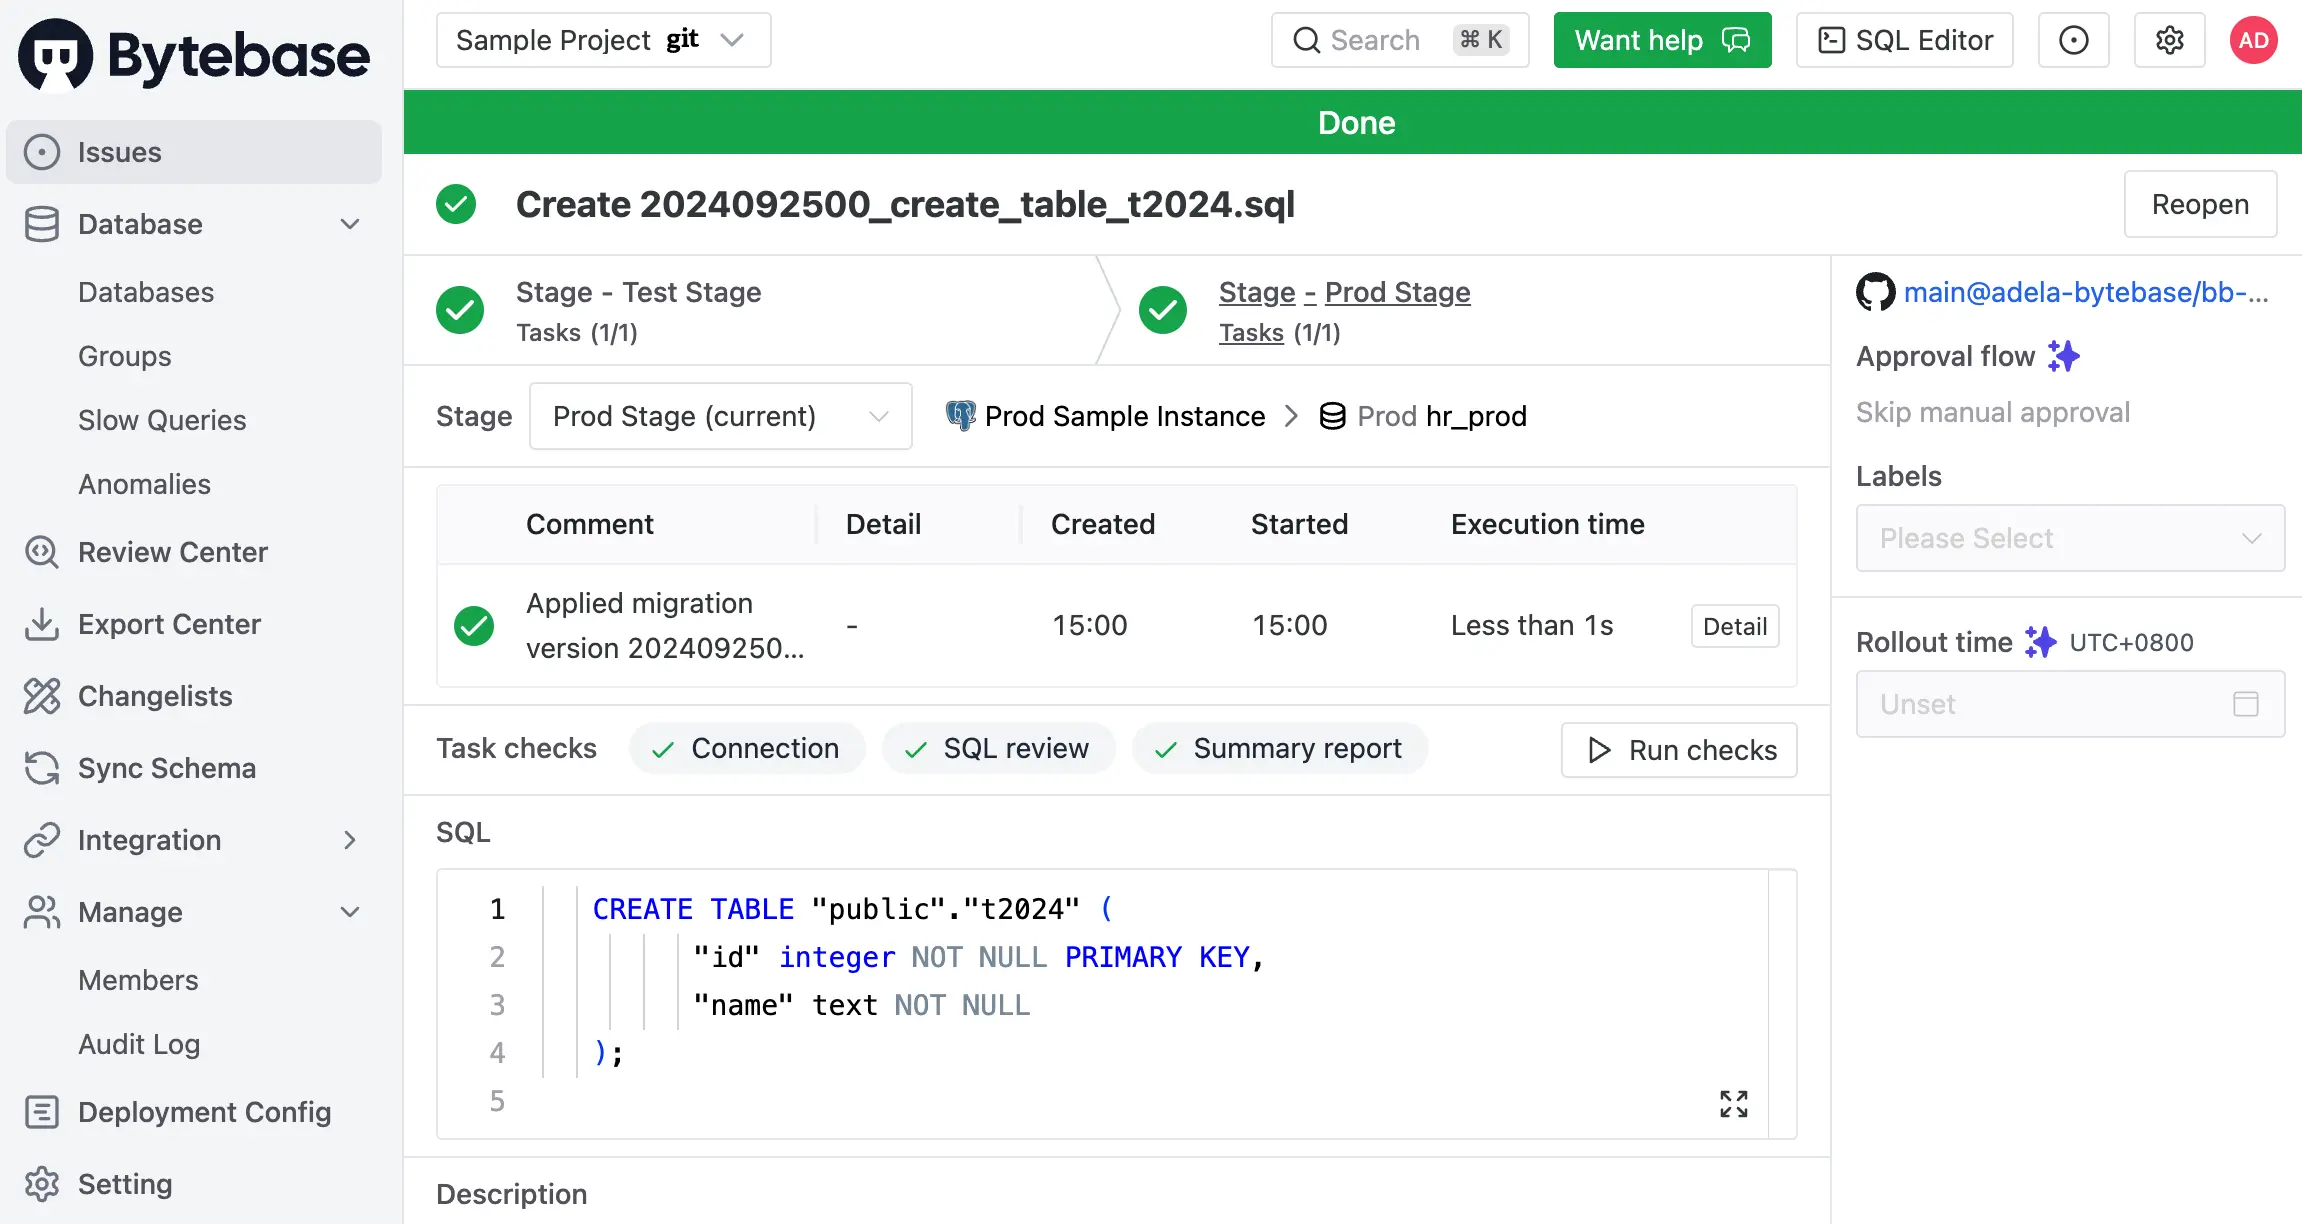 Bytebase
Sample Project git
Search ⌘ K
Want help
SQL Editor
AD
Issues
Database
Databases
Groups
Slow Queries
Anomalies
Review Center
Export Center
Changelists
Sync Schema
Integration
Manage
Members
Audit Log
Deployment Config
Setting
Done
Create 2024092500_create_table_t2024.sql
Reopen
Stage - Test Stage
Tasks (1/1)
Stage - Prod Stage
Tasks (1/1)
Stage Prod Stage (current) Prod Sample Instance Prod hr_prod
Comment Detail Created Started Execution time
Applied migration
version 202409250...
- 15:00 15:00 Less than 1s Detail
Task checks Connection SQL review Summary report Run checks
SQL
1 CREATE TABLE "public"."t2024" (
2 "id" integer NOT NULL PRIMARY KEY,
3 "name" text NOT NULL
4 );
5
Description
main@adela-bytebase/bb-...
Approval flow
Skip manual approval
Labels
Please Select
Rollout time UTC+0800
Unset